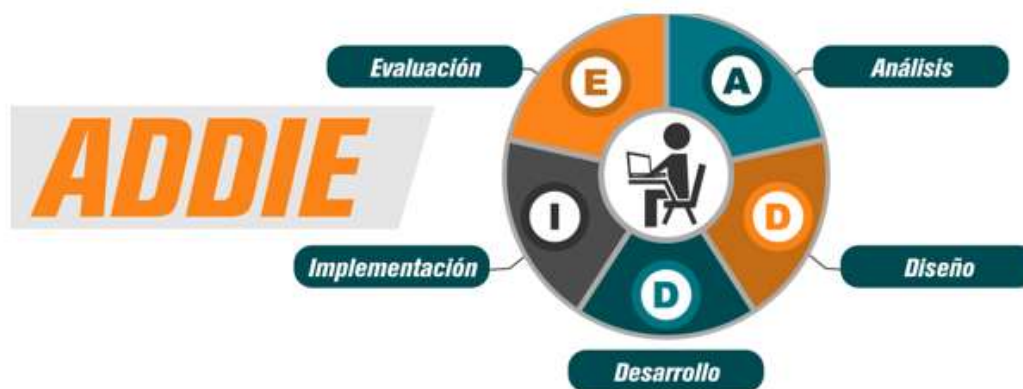 ADDIE
Evaluación
E
A
Análisis
I
D
Implementación
D
Diseño
Desarrollo